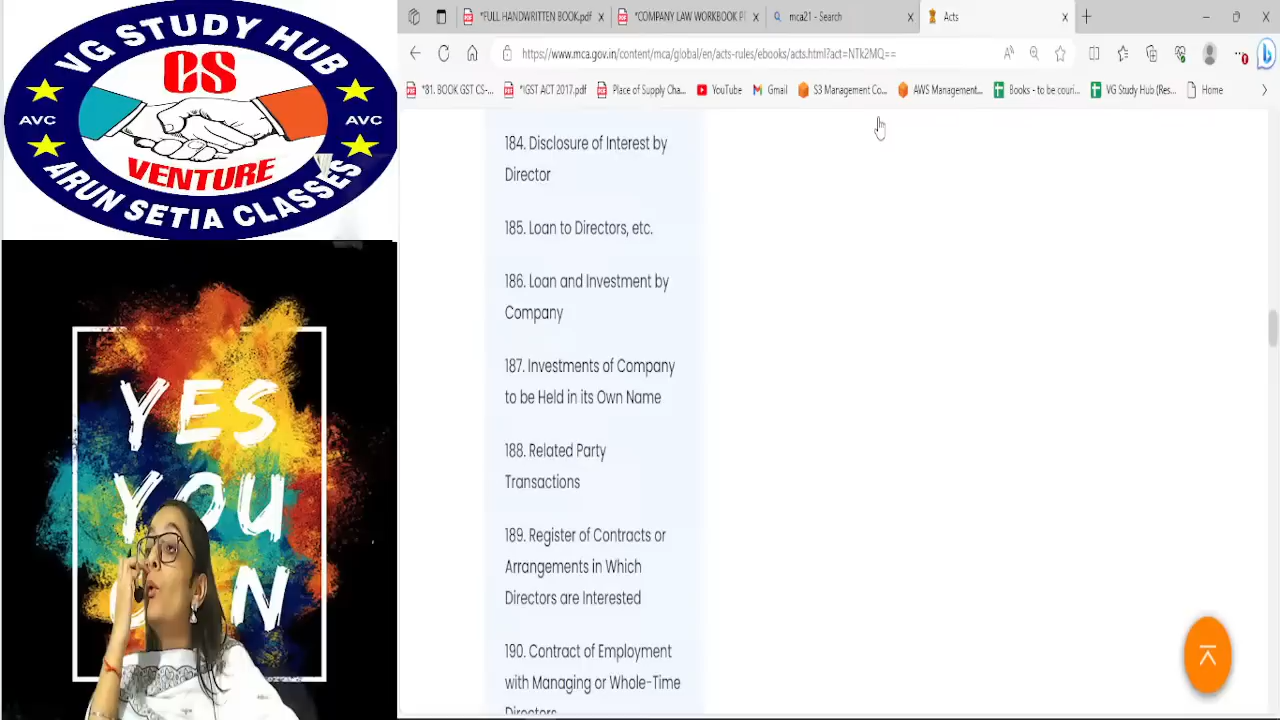 VG STUDY HUB
CS
AVC
AVC
VENTURE
ARUN SETIA CLASSES
YES
YOU
N
*FULL HANDWRITTEN BOOK.pdf
*COMPANY LAW WORKBOOK P
mca21 - Search
Acts
https://www.mca.gov.in/content/mca/global/en/acts-rules/ebooks/acts.html?act=NTk2MQ==
*81. BOOK GST CS-...
*IGST ACT 2017.pdf
Place of Supply Cha...
YouTube
Gmail
S3 Management Co...
AWS Management...
Books - to be couri...
VG Study Hub (Res...
Home
184. Disclosure of Interest by
Director
185. Loan to Directors, etc.
186. Loan and Investment by
Company
187. Investments of Company
to be Held in its Own Name
188. Related Party
Transactions
189. Register of Contracts or
Arrangements in Which
Directors are Interested
190. Contract of Employment
with Managing or Whole-Time
Directors